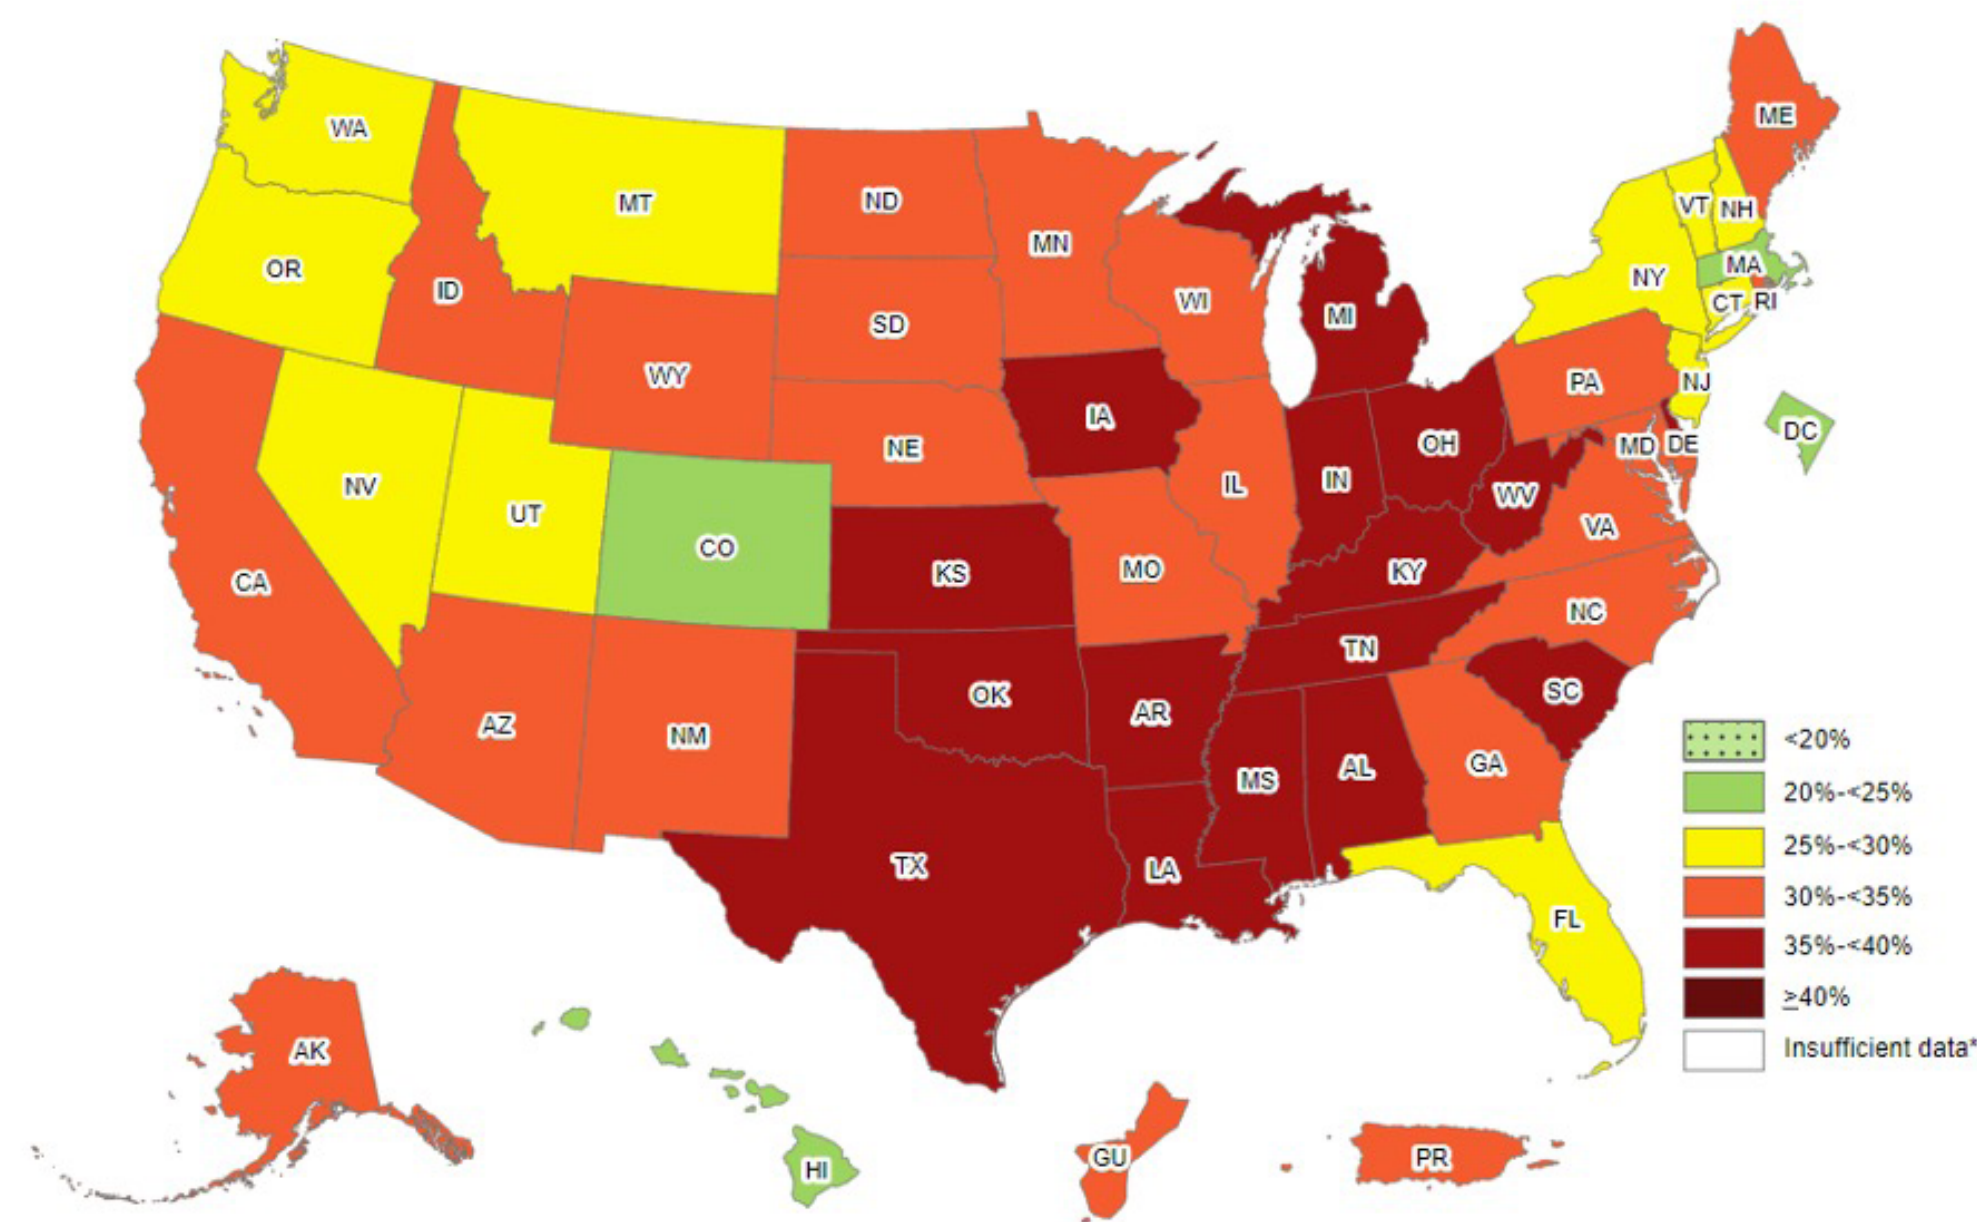 ME
WA
MT
ND
MN
VT
NH
OR
ID
SD
WI
MI
NY
MA
CT
RI
WY
IA
PA
NJ
NE
OH
MD
DE
DC
NV
UT
CO
IL
IN
WV
VA
CA
KS
MO
KY
NC
TN
AZ
NM
OK
AR
SC
MS
AL
GA
TX
LA
FL
<20%
20%-<25%
25%-<30%
30%-<35%
35%-<40%
≥40%
Insufficient data*
AK
HI
GU
PR